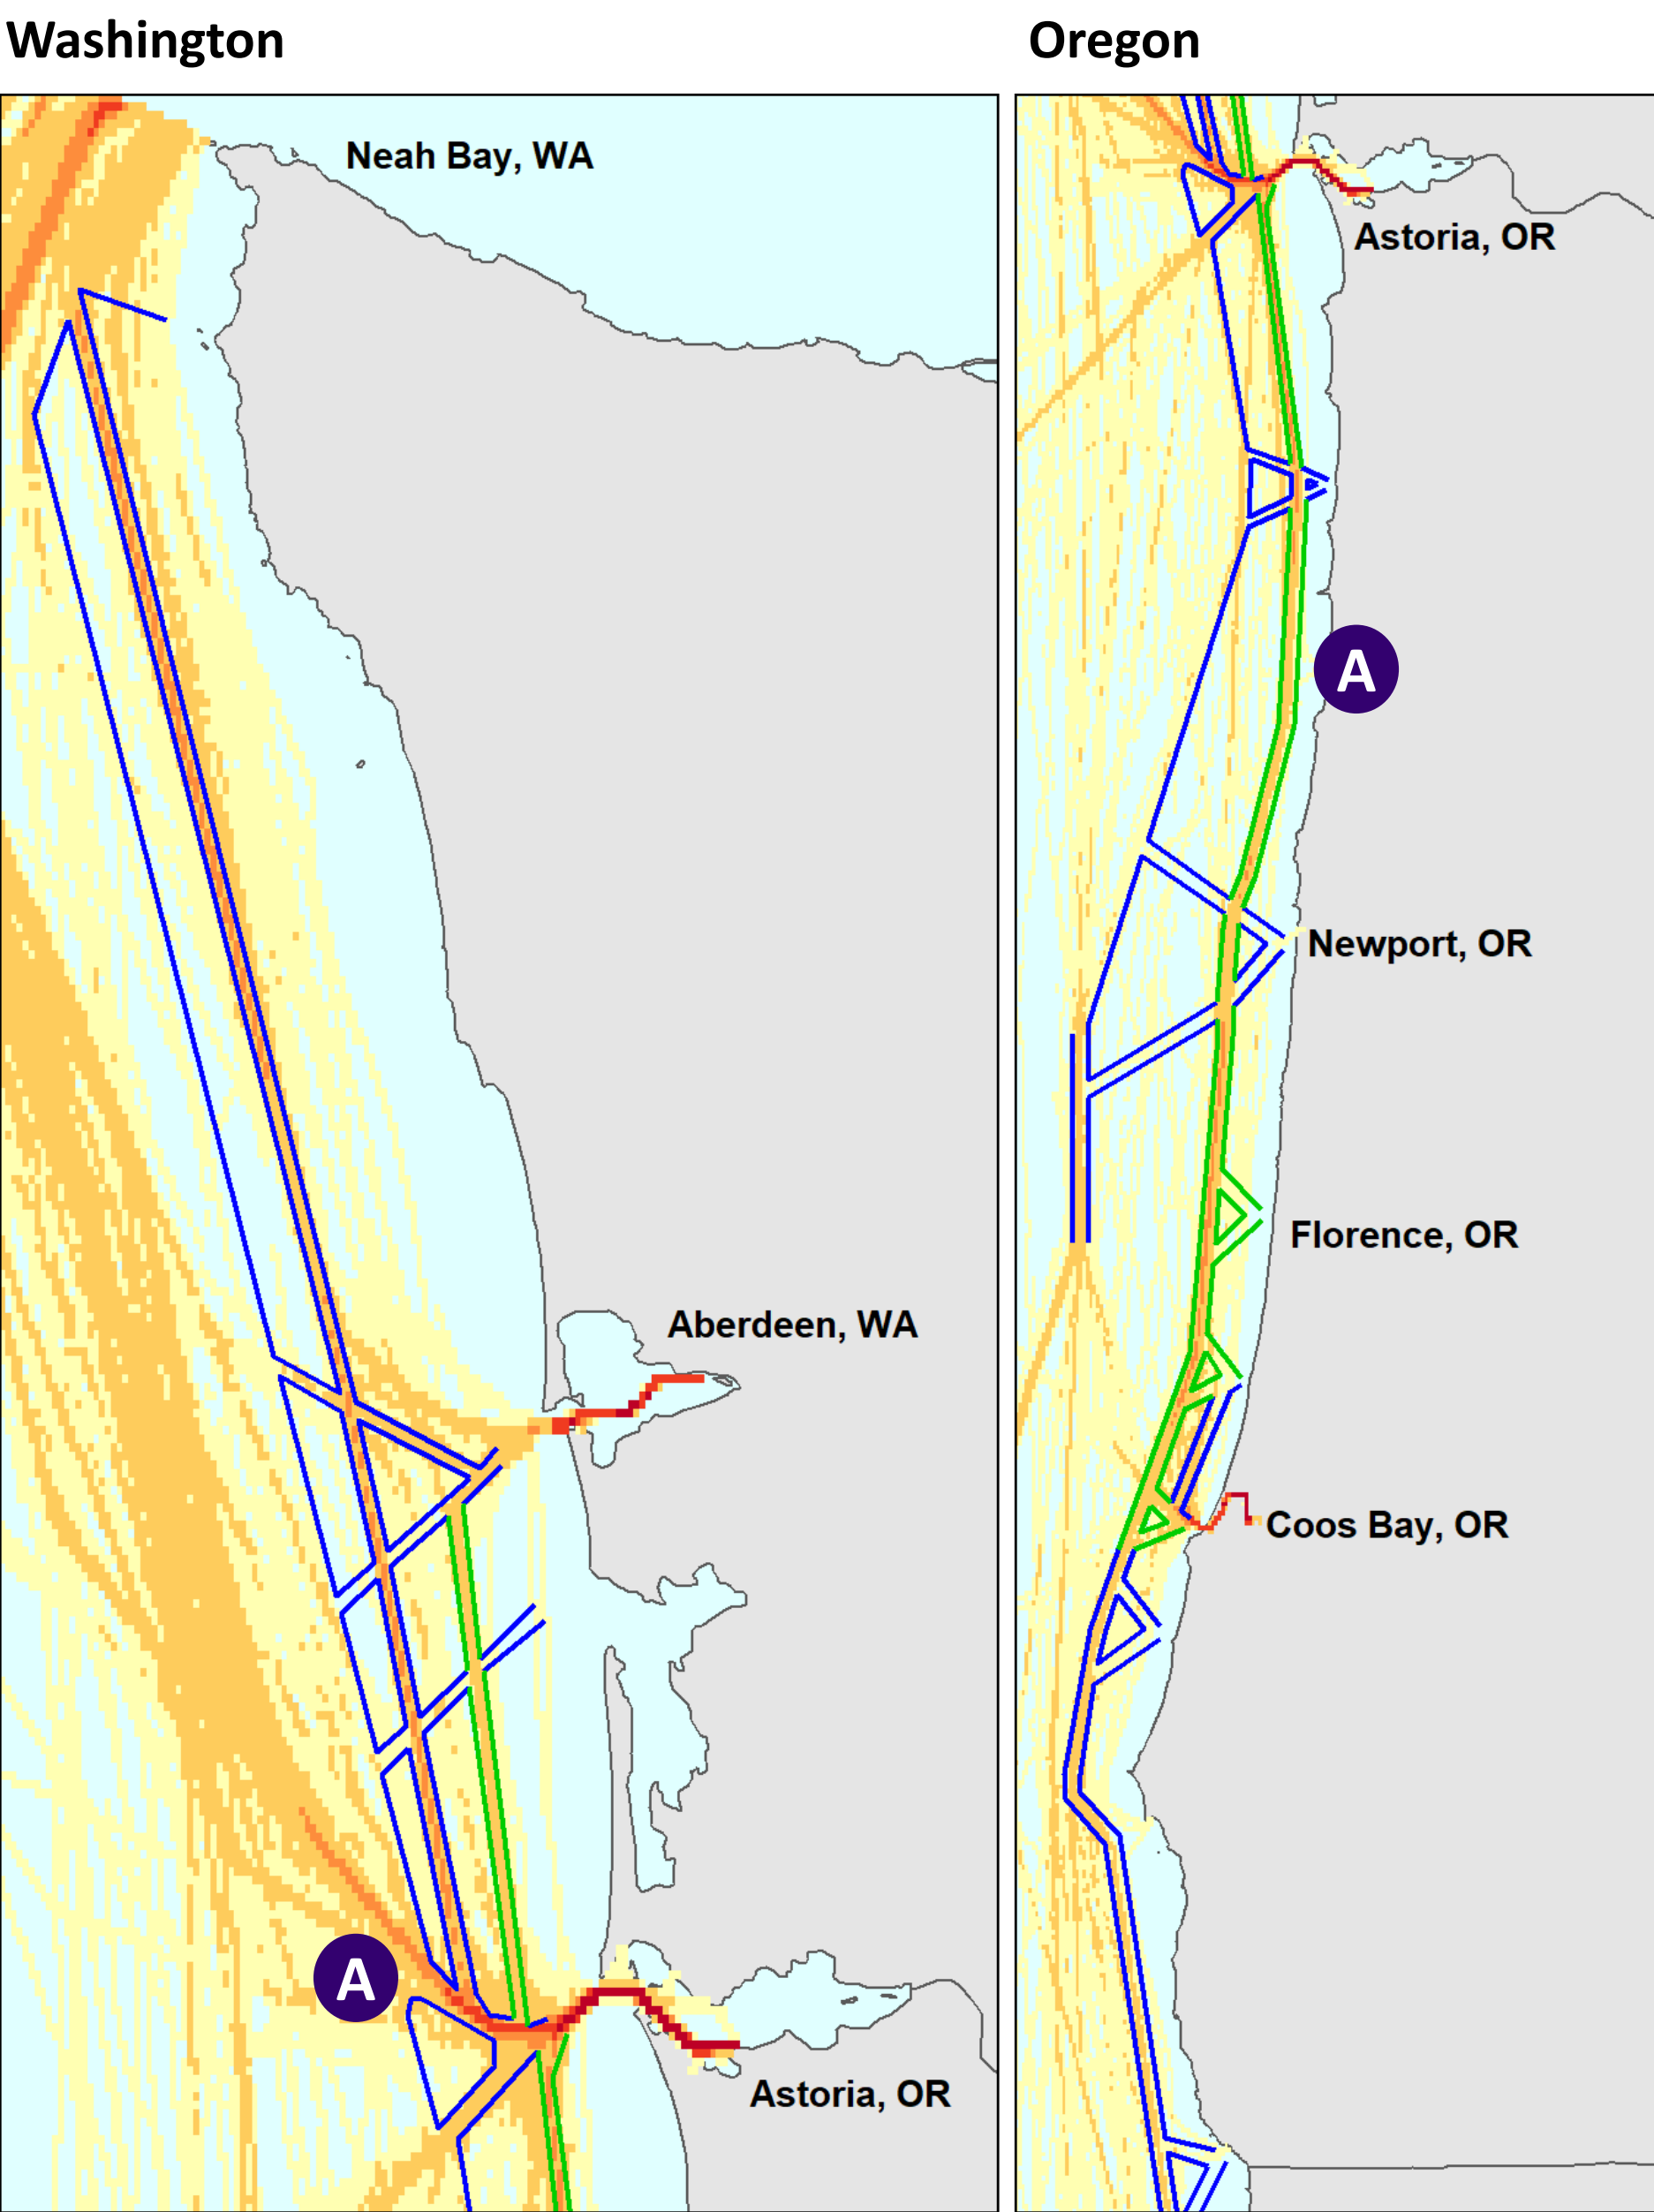 Washington
Oregon
Neah Bay, WA
Aberdeen, WA
A
Astoria, OR
Astoria, OR
A
Newport, OR
Florence, OR
Coos Bay, OR